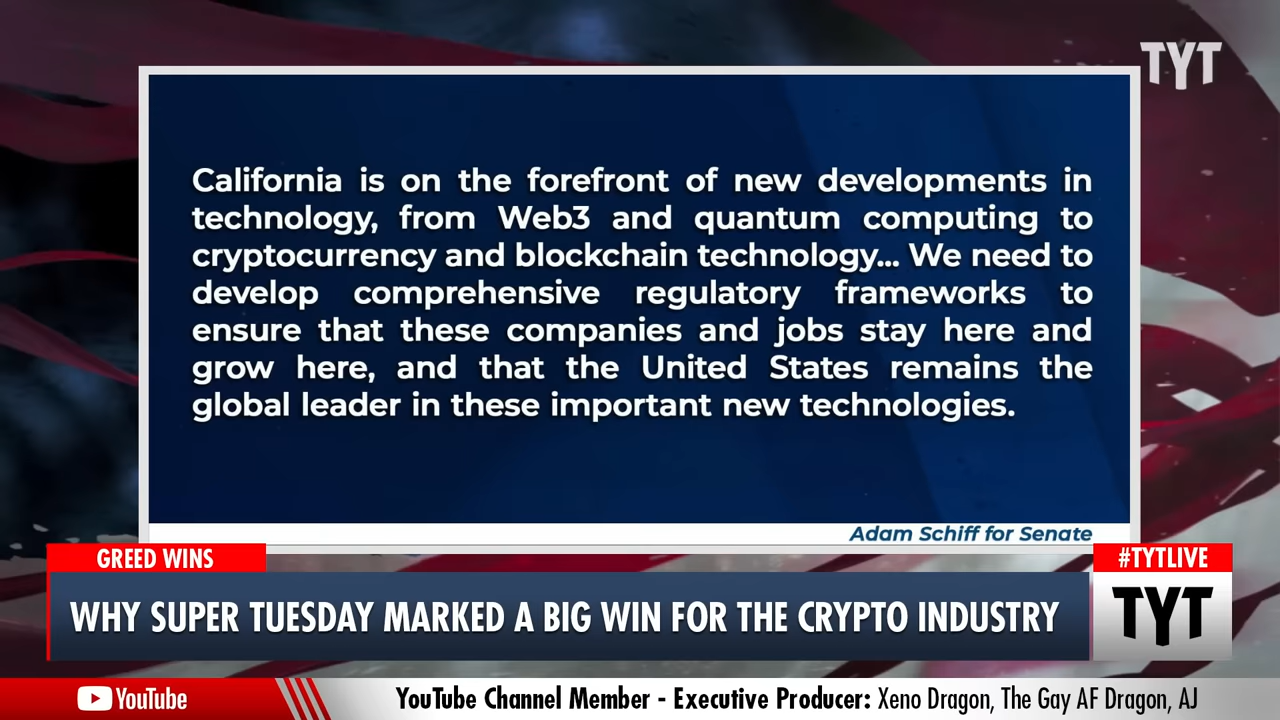 TYT
California is on the forefront of new developments in
technology, from Web3 and quantum computing to
cryptocurrency and blockchain technology... We need to
develop comprehensive regulatory frameworks to
ensure that these companies and jobs stay here and
grow here, and that the United States remains the
global leader in these important new technologies.
Adam Schiff for Senate
GREED WINS
#TYTLIVE
WHY SUPER TUESDAY MARKED A BIG WIN FOR THE CRYPTO INDUSTRY
TYT
YouTube
YouTube Channel Member - Executive Producer: Xeno Dragon, The Gay AF Dragon, AJ